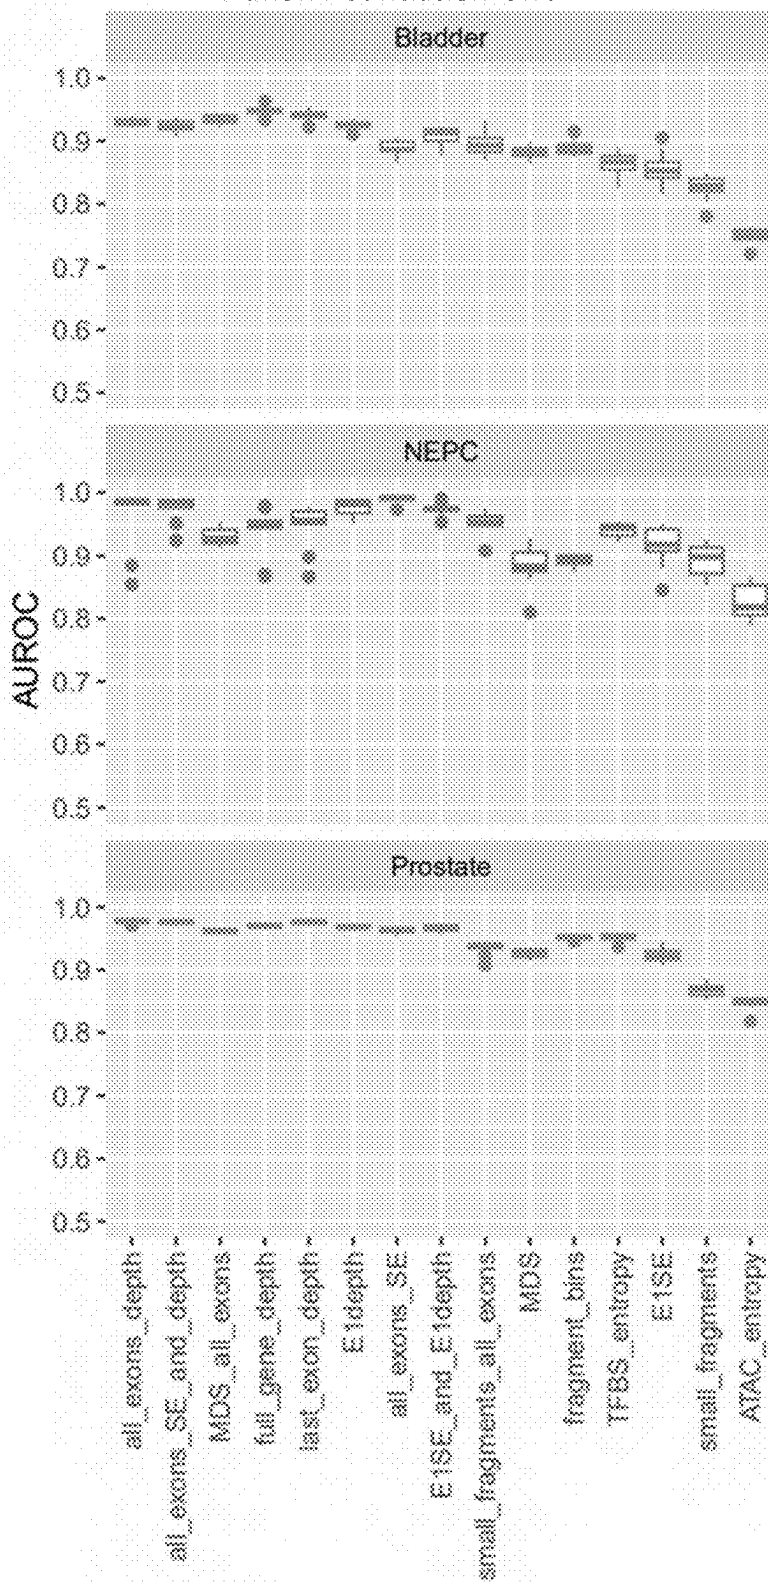 Bladder
1.0
0.9
0.8
0.7
0.6
0.5
NEPC
1.0
0.9
0.8
0.7
0.6
0.5
AUROC
Prostate
1.0
0.9
0.8
0.7
0.6
0.5
all_exons_depth
all_exons_SE_and_depth
MDS_all_exons
full_gene_depth
last_exon_depth
E1depth
all_exons_SE
E1SE_and_E1depth
small_fragments_all_exons
MDS
fragment_bins
TFBS_entropy
E1SE
small_fragments
ATAC_entropy